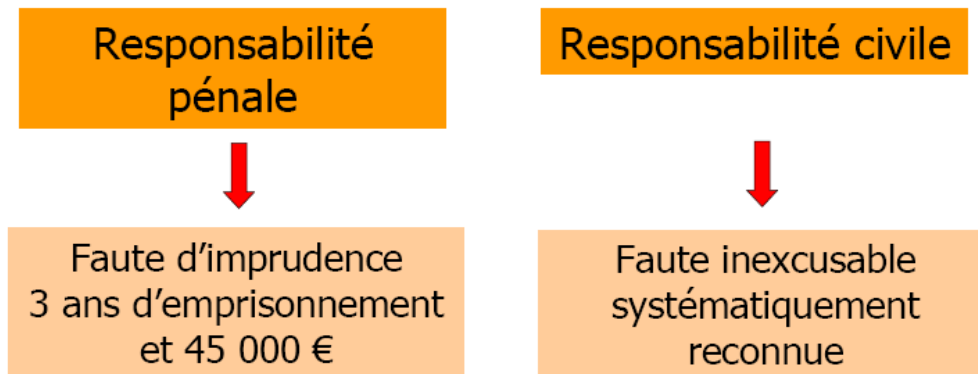 Responsabilité
pénale
Responsabilité civile
Faute d'imprudence
3 ans d'emprisonnement
et 45 000 €
Faute inexcusable
systématiquement
reconnue